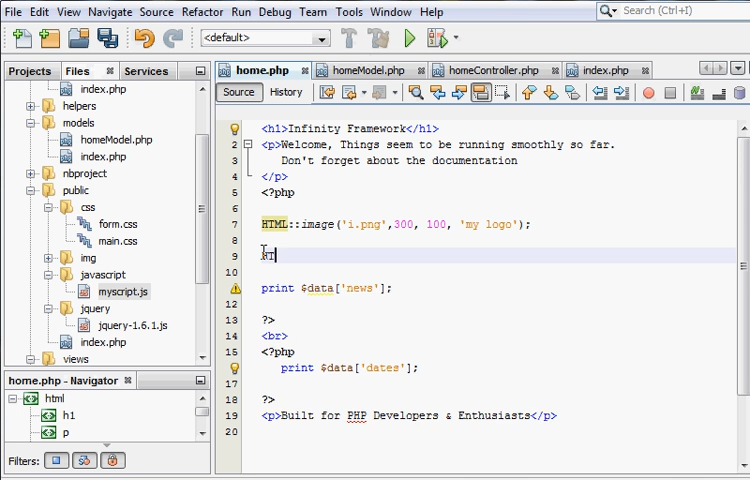 File Edit View Navigate Source Refactor Run Debug Team Tools Window Help
Search (Ctrl+I)
<default>
Projects Files Services
home.php homeModel.php homeController.php index.php
Source History
index.php
helpers
models
homeModel.php
index.php
nbproject
public
css
form.css
main.css
img
javascript
myscript.js
jquery
jquery-1.6.1.js
index.php
views
home.php - Navigator
html
h1
p
Filters:
<h1>Infinity Framework</h1>
2 <p>Welcome, Things seem to be running smoothly so far.
3 Don't forget about the documentation
4 </p>
5 <?php
6
7 HTML::image('i.png',300, 100, 'my logo');
8
9 HT
10
print $data['news'];
12
13 ?>
14 <br>
15 <?php
print $data['dates'];
17
18 ?>
19 <p>Built for PHP Developers & Enthusiasts</p>
20